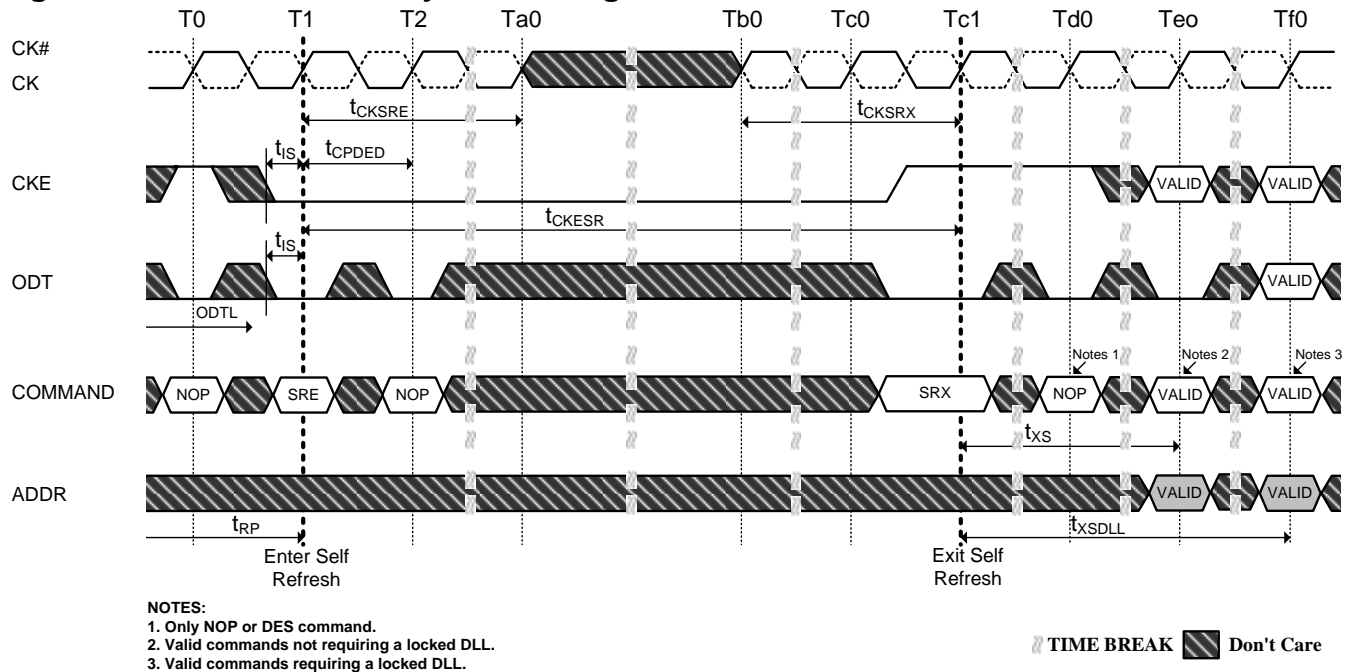 T0 T1 T2 Ta0 Tb0 Tc0 Tc1 Td0 Teo Tf0
CK#
CK
tCKSRE tCKSRX
tIS tCPDED
CKE VALID VALID
tCKESR
tIS
ODT VALID
ODTL
Notes 1 Notes 2 Notes 3
COMMAND NOP SRE NOP SRX NOP VALID VALID
tXS
ADDR VALID VALID
tRP tXSDLL
Enter Self Exit Self
Refresh Refresh
NOTES:
1. Only NOP or DES command.
2. Valid commands not requiring a locked DLL.
3. Valid commands requiring a locked DLL.
TIME BREAK Don't Care